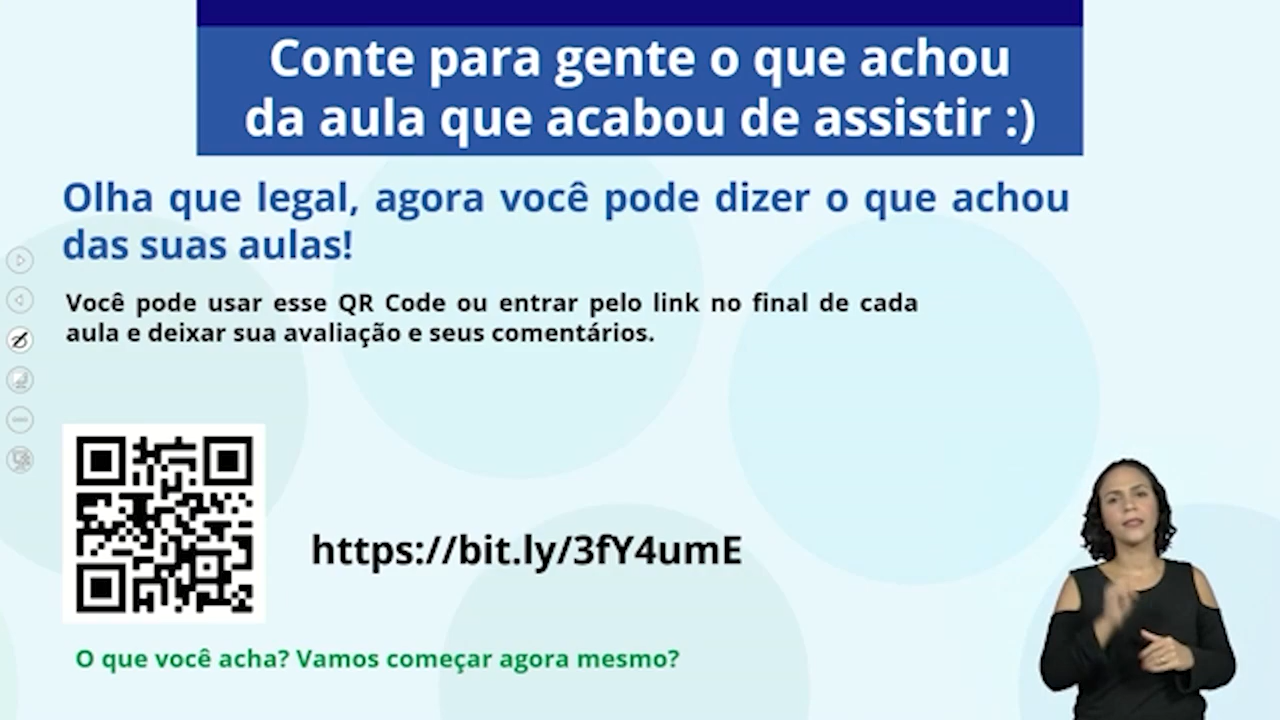 Conte para gente o que achou
da aula que acabou de assistir :)
Olha que legal, agora você pode dizer o que achou
das suas aulas!
Você pode usar esse QR Code ou entrar pelo link no final de cada
aula e deixar sua avaliação e seus comentários.
https://bit.ly/3fY4umE
O que você acha? Vamos começar agora mesmo?